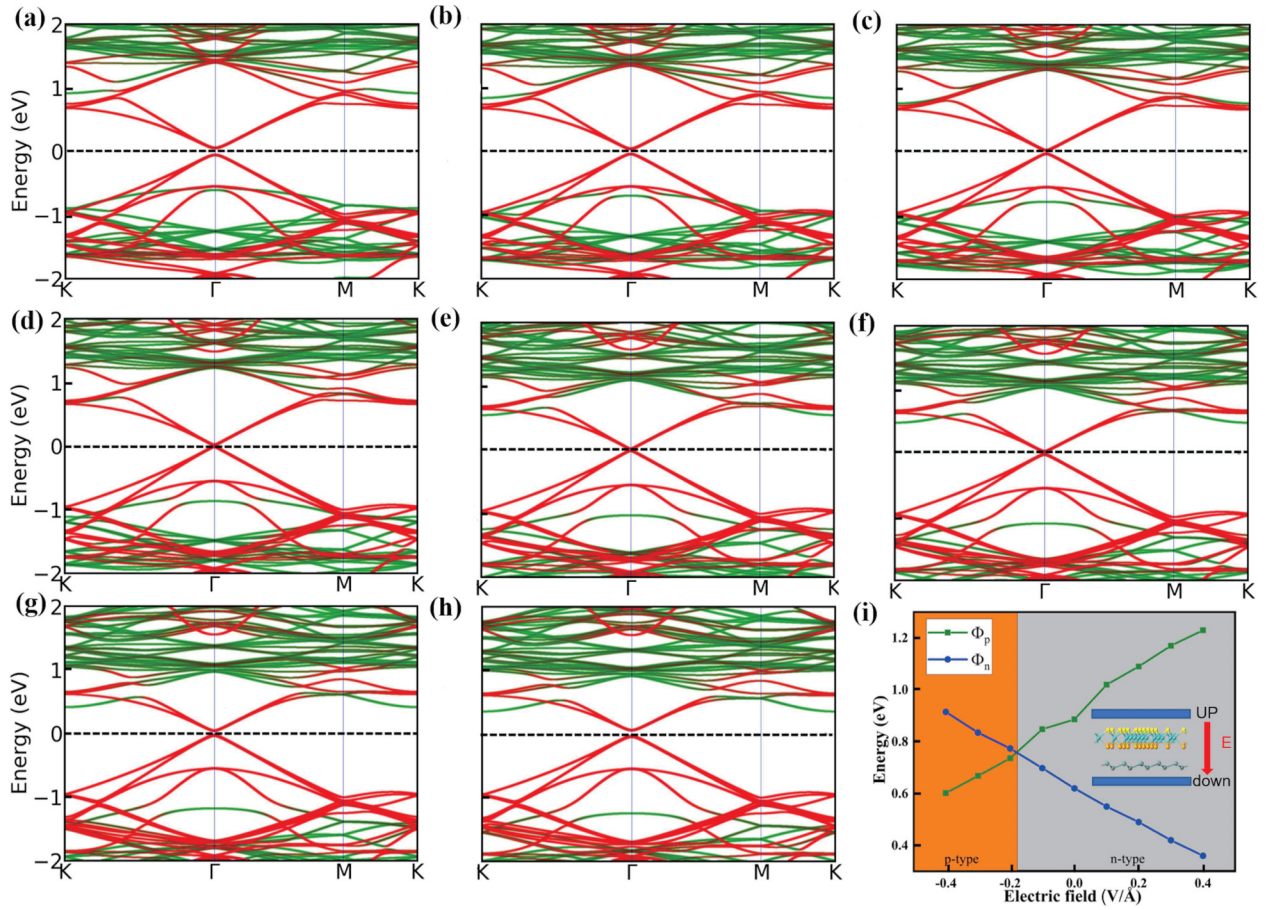 (a) (b) (c)
2
1
0
−1
−2
Energy (eV)
K Γ M K
K Γ M K
K Γ M K
(d) (e) (f)
2
1
0
−1
−2
Energy (eV)
K Γ M K
K Γ M K
K Γ M K
(g) (h) (i)
2
1
0
−1
−2
Energy (eV)
K Γ M K
K Γ M K
Φp
Φn
1.2
1.0
0.8
0.6
0.4
Energy (eV)
UP
E
down
p-type n-type
-0.4 -0.2 0.0 0.2 0.4
Electric field (V/Å)